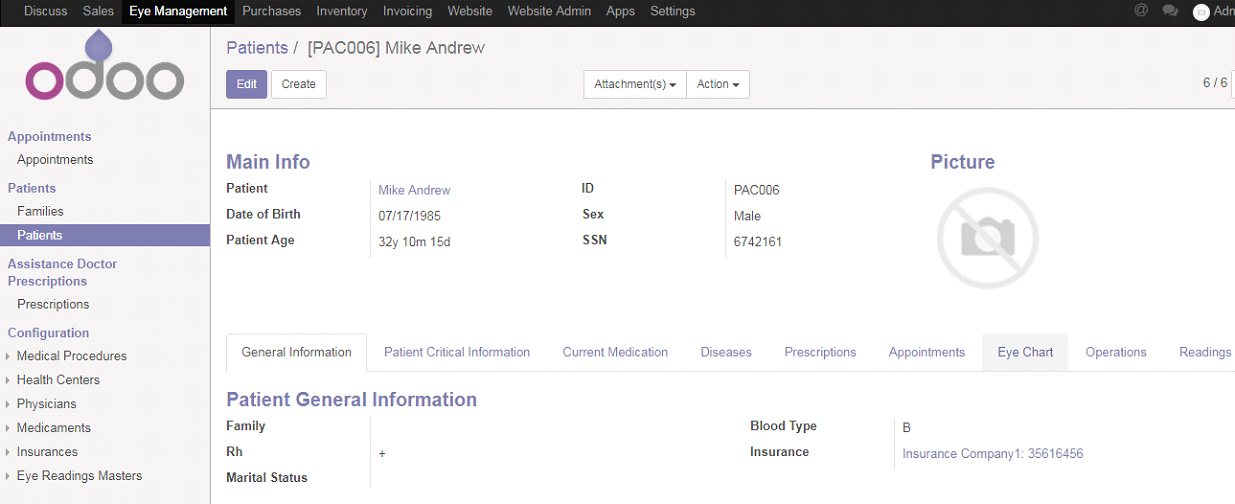 Discuss Sales Eye Management Purchases Inventory Invoicing Website Website Admin Apps Settings @ Adn
odoo
Patients / [PAC006] Mike Andrew
Edit Create Attachment(s) Action 6 / 6
Appointments
Appointments
Patients
Families
Patients
Assistance Doctor
Prescriptions
Prescriptions
Configuration
Medical Procedures
Health Centers
Physicians
Medicaments
Insurances
Eye Readings Masters
Main Info
Patient Mike Andrew ID PAC006
Date of Birth 07/17/1985 Sex Male
Patient Age 32y 10m 15d SSN 6742161
Picture
General Information Patient Critical Information Current Medication Diseases Prescriptions Appointments Eye Chart Operations Readings
Patient General Information
Family Blood Type B
Rh + Insurance Insurance Company1: 35616456
Marital Status